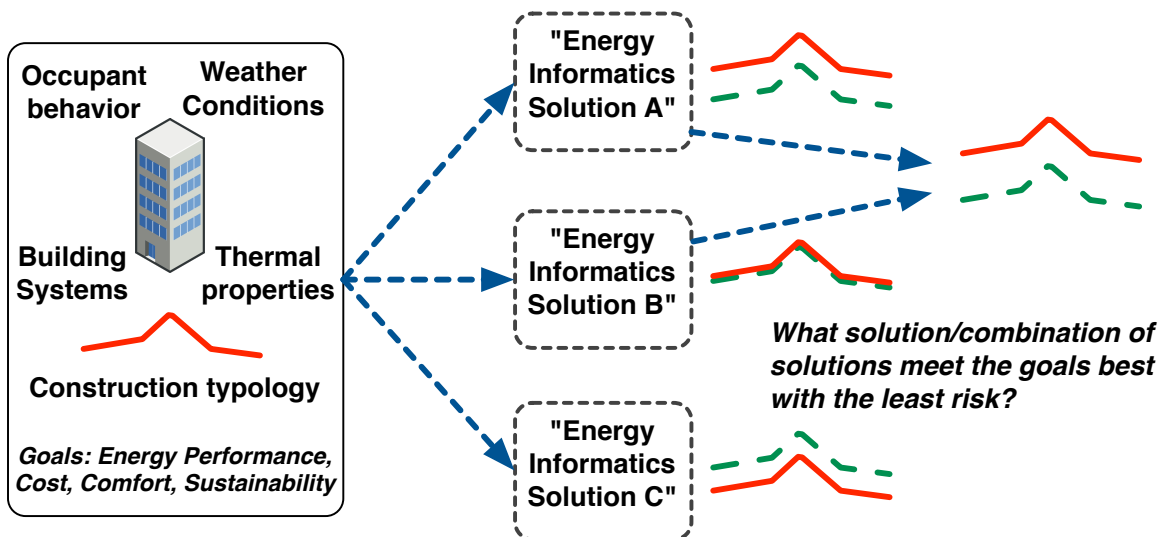 Occupant
behavior
Weather
Conditions
Building
Systems
Thermal
properties
Construction typology
Goals: Energy Performance,
Cost, Comfort, Sustainability
"Energy
Informatics
Solution A"
"Energy
Informatics
Solution B"
"Energy
Informatics
Solution C"
What solution/combination of
solutions meet the goals best
with the least risk?